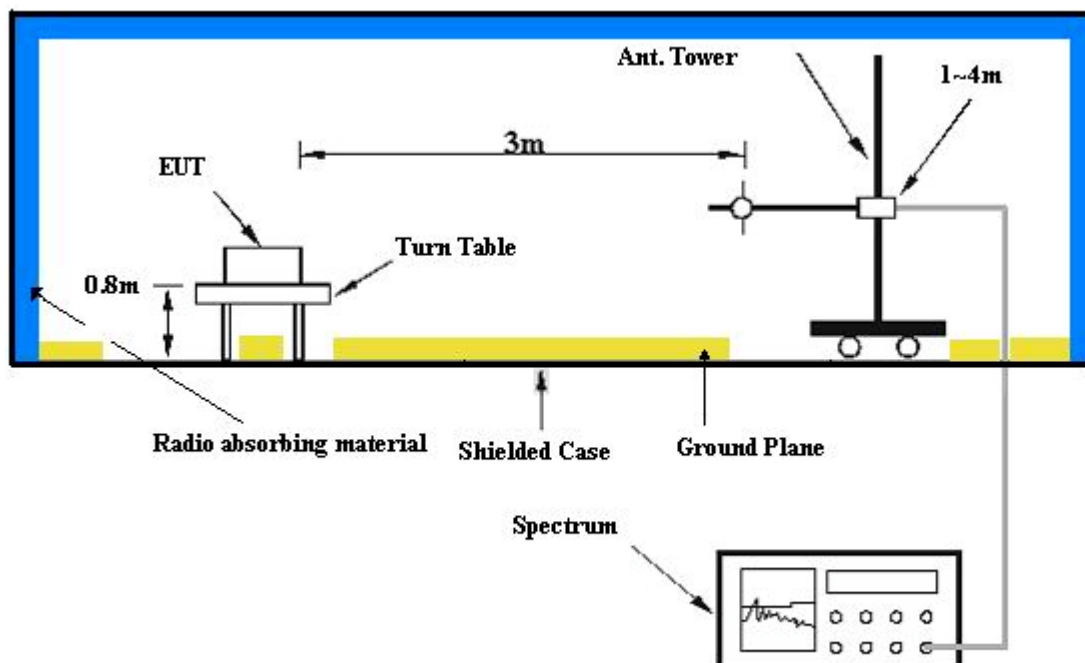 Ant. Tower
1~4m
3m
EUT
Turn Table
0.8m
Radio absorbing material
Shielded Case
Ground Plane
Spectrum